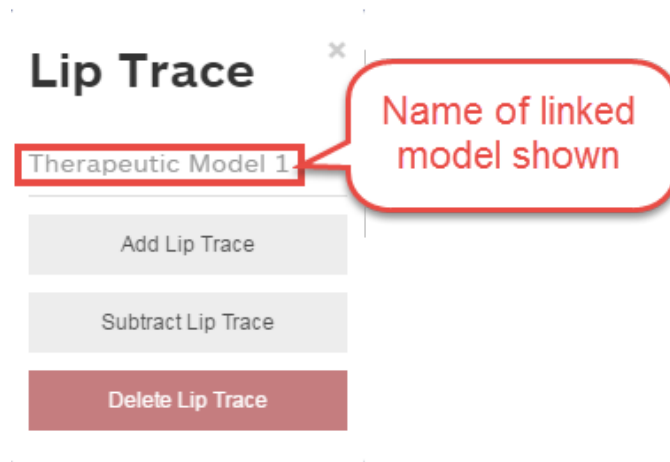 Lip Trace
Name of linked
model shown
Therapeutic Model 1
Add Lip Trace
Subtract Lip Trace
Delete Lip Trace